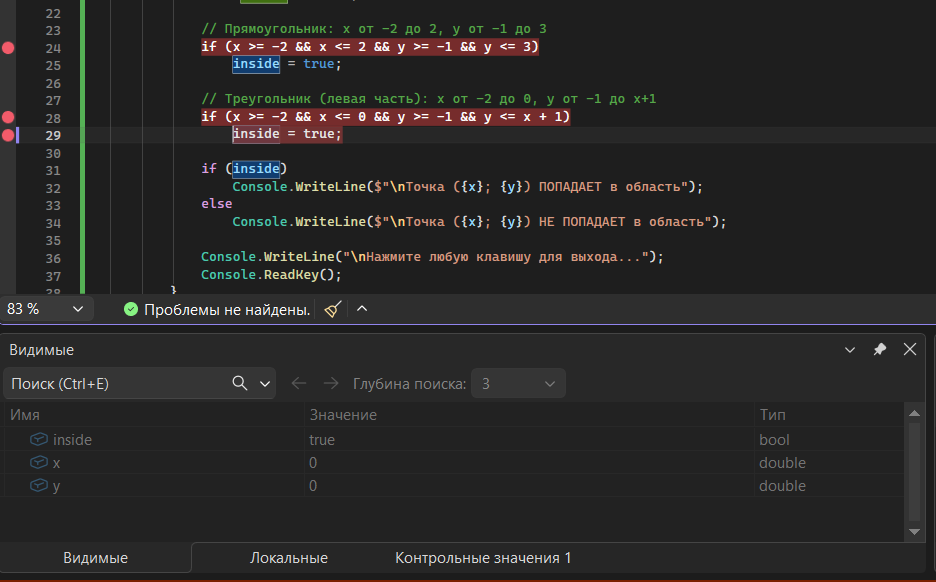 22
23 // Прямоугольник: x от -2 до 2, y от -1 до 3
24 if (x >= -2 && x <= 2 && y >= -1 && y <= 3)
25 inside = true;
26
27 // Треугольник (левая часть): x от -2 до 0, y от -1 до x+1
28 if (x >= -2 && x <= 0 && y >= -1 && y <= x + 1)
29 inside = true;
30
31 if (inside)
32 Console.WriteLine($"\nТочка ({x}; {y}) ПОПАДАЕТ в область");
33 else
34 Console.WriteLine($"\nТочка ({x}; {y}) НЕ ПОПАДАЕТ в область");
35
36 Console.WriteLine("\nНажмите любую клавишу для выхода...");
37 Console.ReadKey();
38 }
83 % Проблемы не найдены.
Видимые
Поиск (Ctrl+E) Глубина поиска: 3
Имя Значение Тип
inside true bool
x 0 double
y 0 double
Видимые Локальные Контрольные значения 1